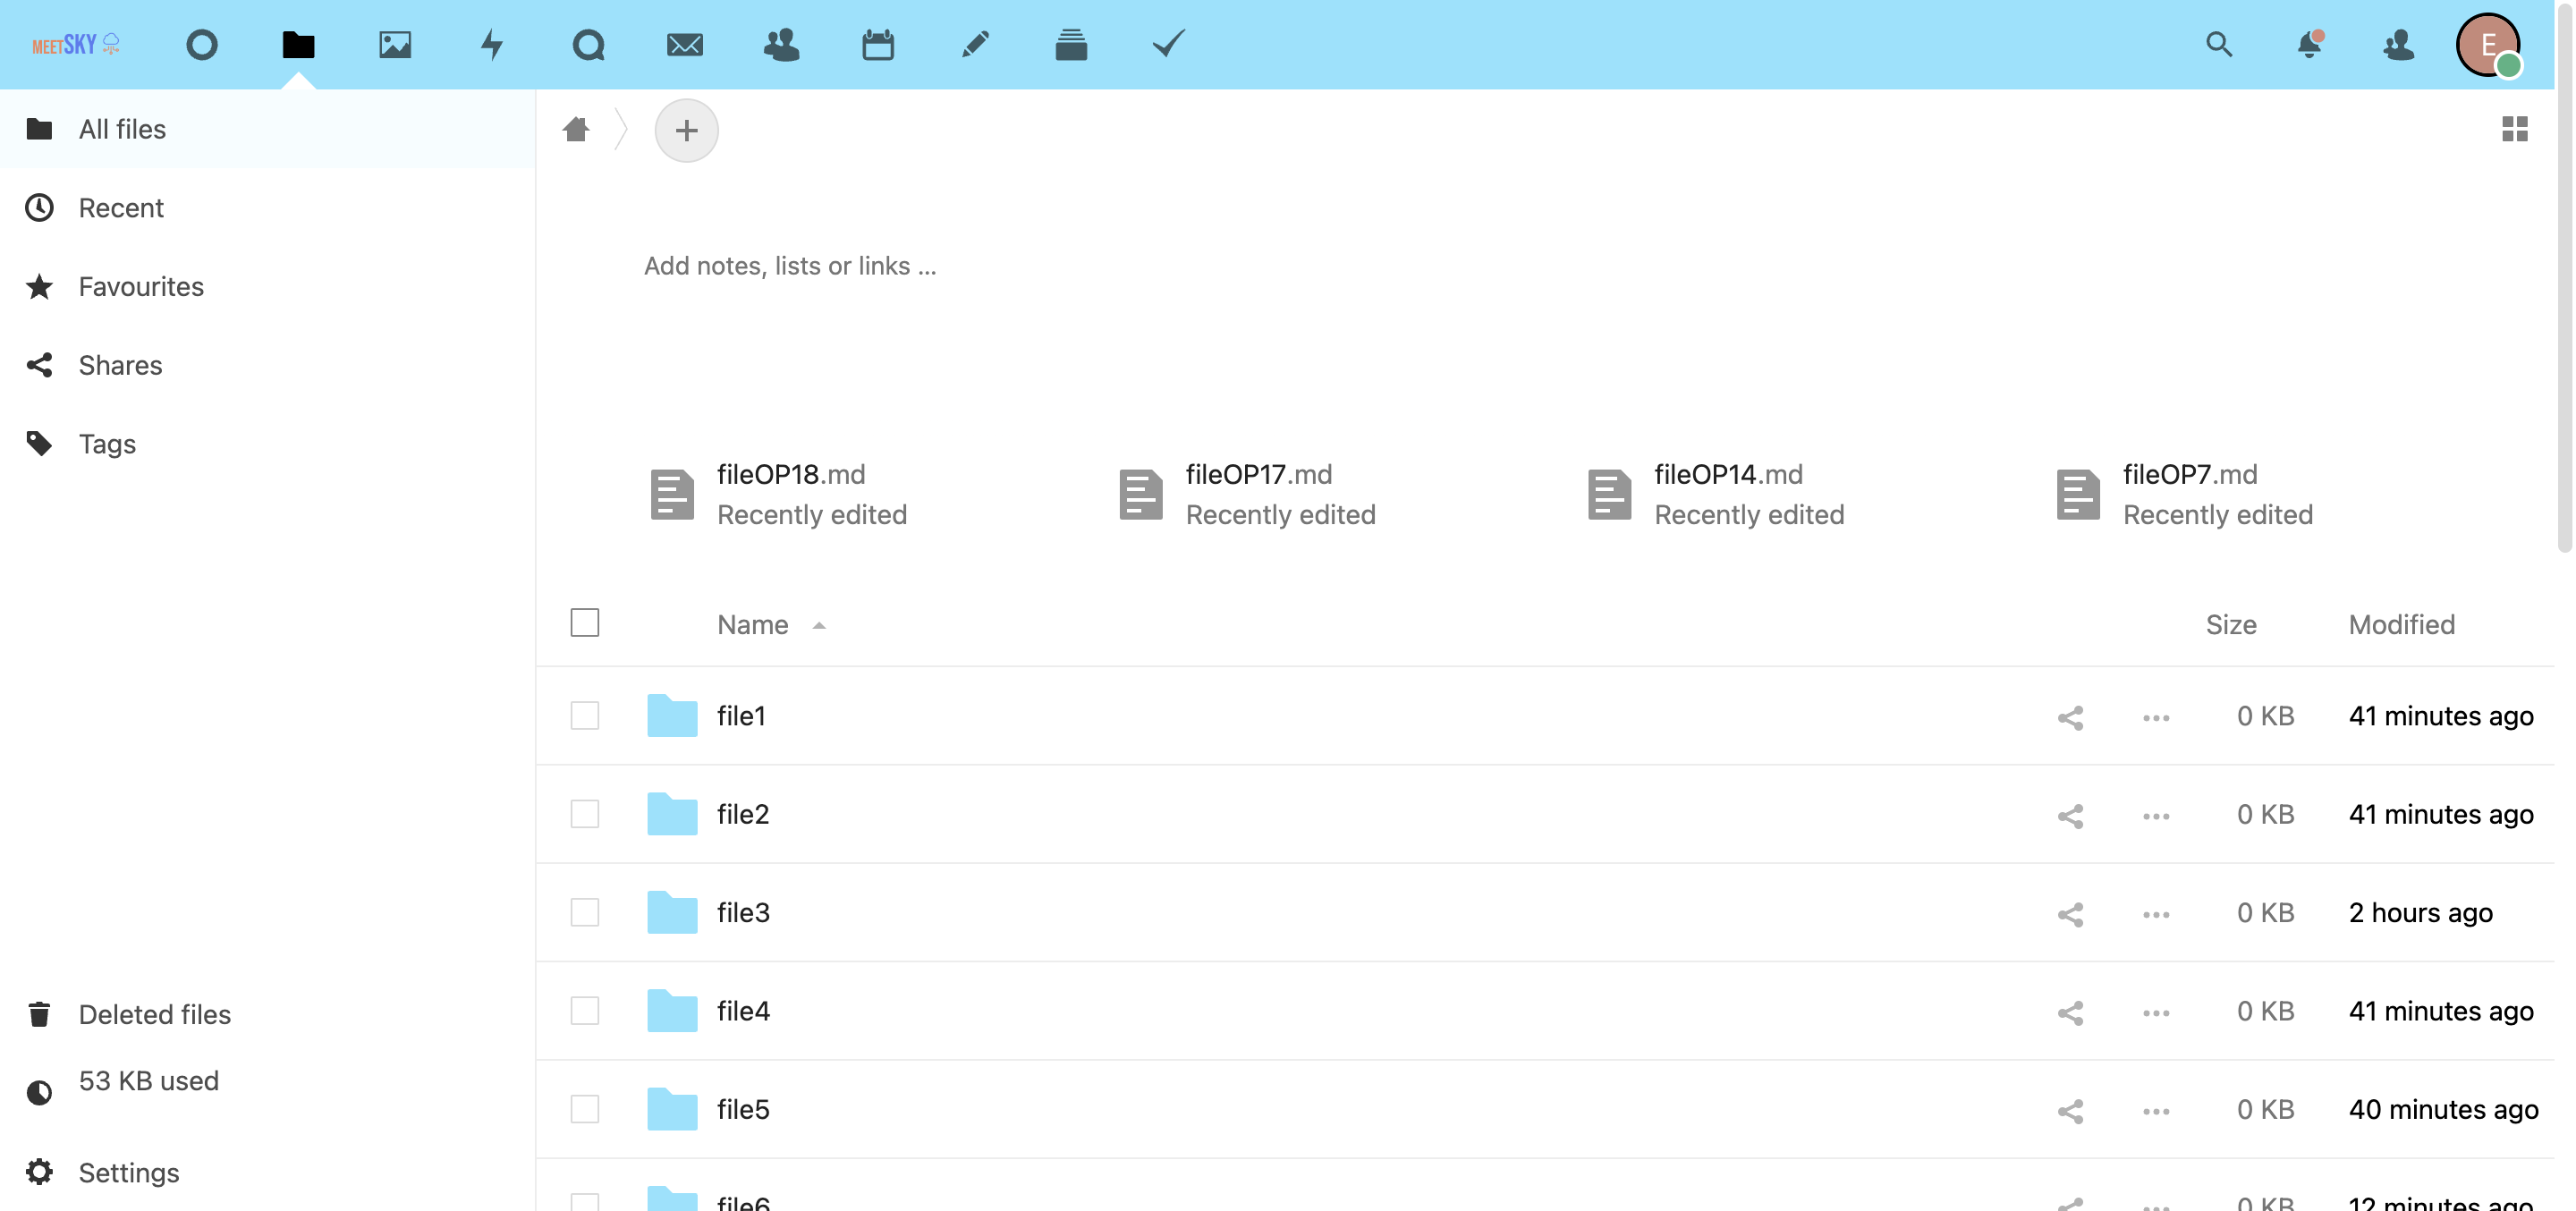 MEETSKY
E
All files
Recent
Favourites
Shares
Tags
Add notes, lists or links ...
fileOP18.md
Recently edited
fileOP17.md
Recently edited
fileOP14.md
Recently edited
fileOP7.md
Recently edited
Name Size Modified
file1 0 KB 41 minutes ago
file2 0 KB 41 minutes ago
file3 0 KB 2 hours ago
file4 0 KB 41 minutes ago
file5 0 KB 40 minutes ago
file6 0 KB 12 minutes ago
Deleted files
53 KB used
Settings